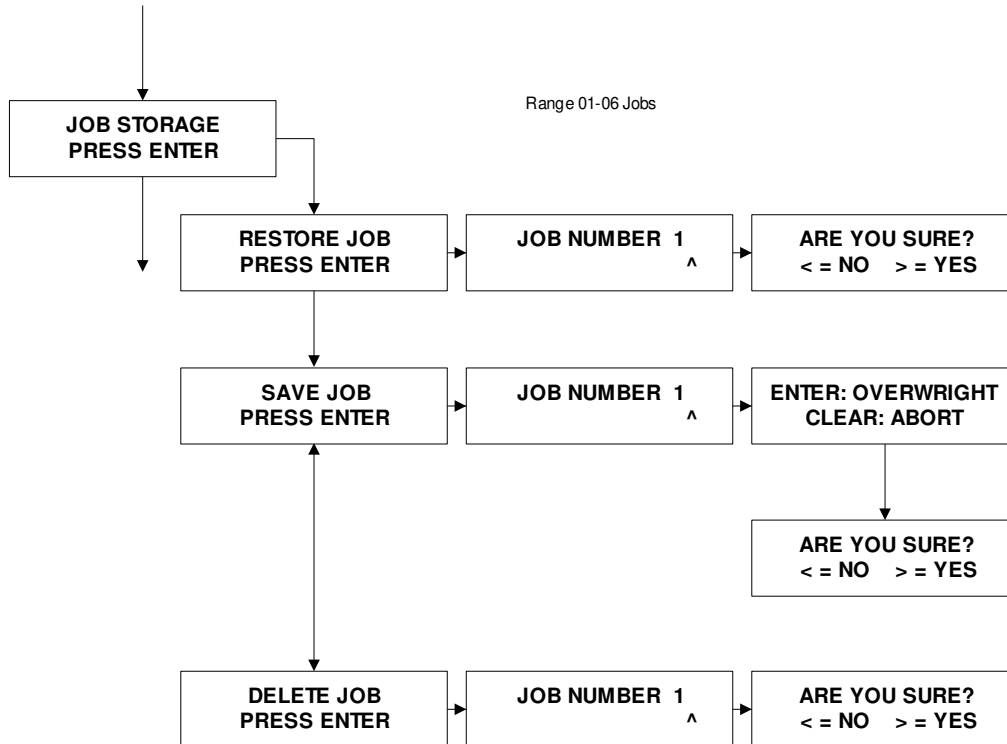 Range 01-06 Jobs
JOB STORAGE
PRESS ENTER
RESTORE JOB
PRESS ENTER
JOB NUMBER 1
^
ARE YOU SURE?
< = NO > = YES
SAVE JOB
PRESS ENTER
JOB NUMBER 1
^
ENTER: OVERWRIGHT
CLEAR: ABORT
ARE YOU SURE?
< = NO > = YES
DELETE JOB
PRESS ENTER
JOB NUMBER 1
^
ARE YOU SURE?
< = NO > = YES